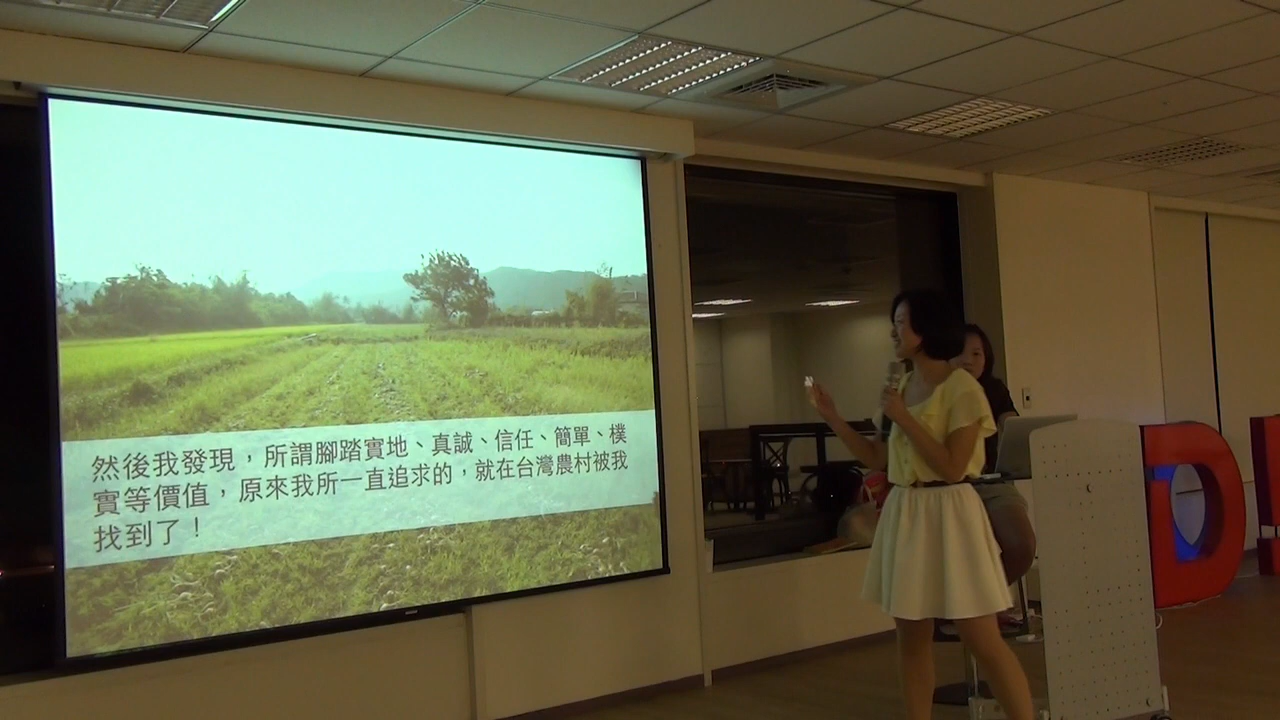 然後我發現，所謂腳踏實地、真誠、信任、簡單、樸
實等價值，原來我所一直追求的，就在台灣農村被我
找到了！
D